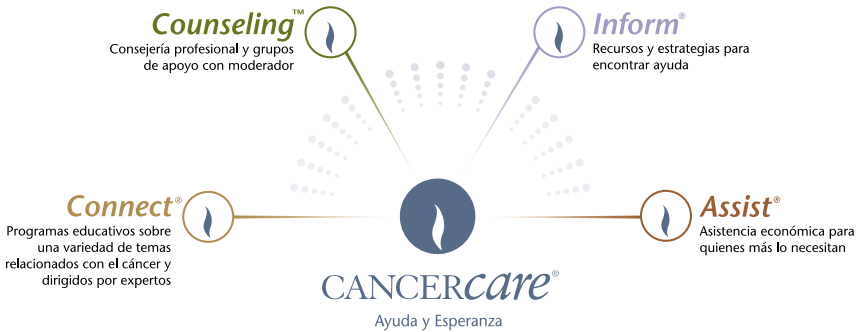 Counseling™
Consejería profesional y grupos
de apoyo con moderador
Inform®
Recursos y estrategias para
encontrar ayuda
Connect®
Programas educativos sobre
una variedad de temas
relacionados con el cáncer y
dirigidos por expertos
Assist®
Asistencia económica para
quienes más lo necesitan
CANCERcare®
Ayuda y Esperanza